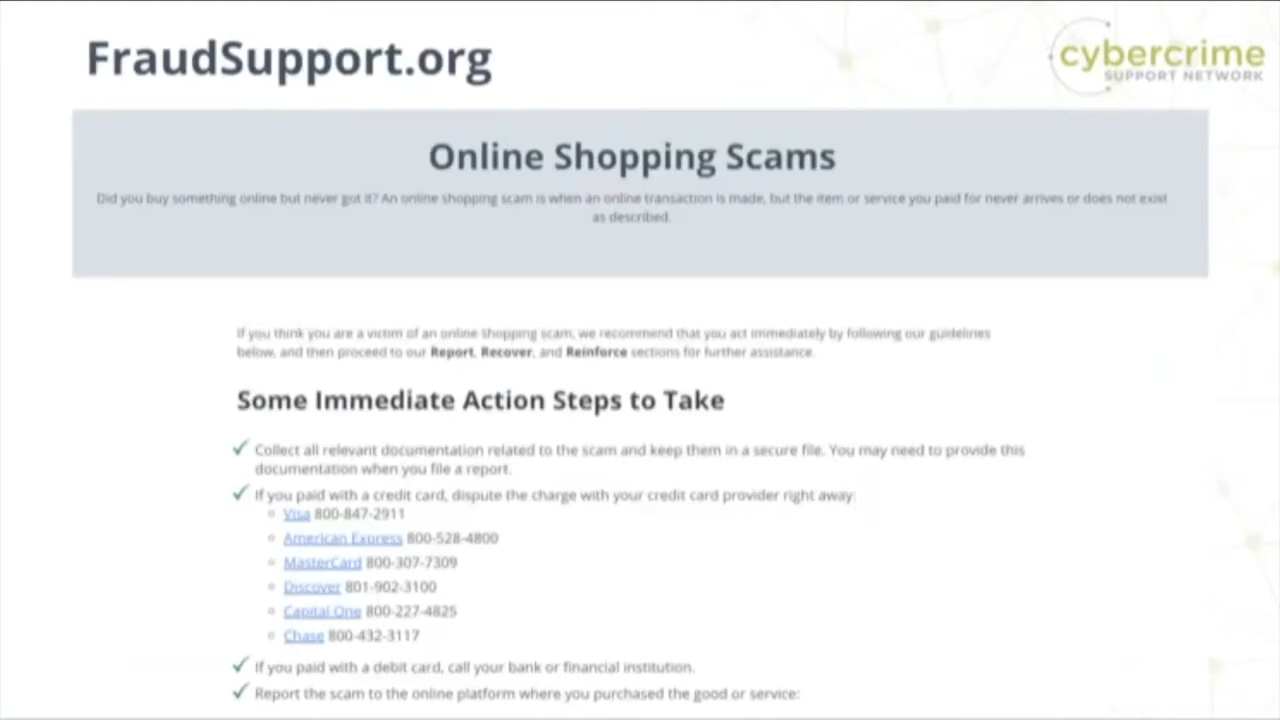 FraudSupport.org
cybercrime
SUPPORT NETWORK
Online Shopping Scams
Did you buy something online but never got it? An online shopping scam is when an online transaction is made, but the item or service you paid for never arrives or does not exist
as described.
If you think you are a victim of an online shopping scam, we recommend that you act immediately by following our guidelines
below, and then proceed to our Report, Recover, and Reinforce sections for further assistance.
Some Immediate Action Steps to Take
✓ Collect all relevant documentation related to the scam and keep them in a secure file. You may need to provide this
documentation when you file a report.
✓ If you paid with a credit card, dispute the charge with your credit card provider right away:
Visa 800-847-2911
American Express 800-528-4800
MasterCard 800-307-7309
Discover 801-902-3100
Capital One 800-227-4825
Chase 800-432-3117
✓ If you paid with a debit card, call your bank or financial institution.
✓ Report the scam to the online platform where you purchased the good or service: